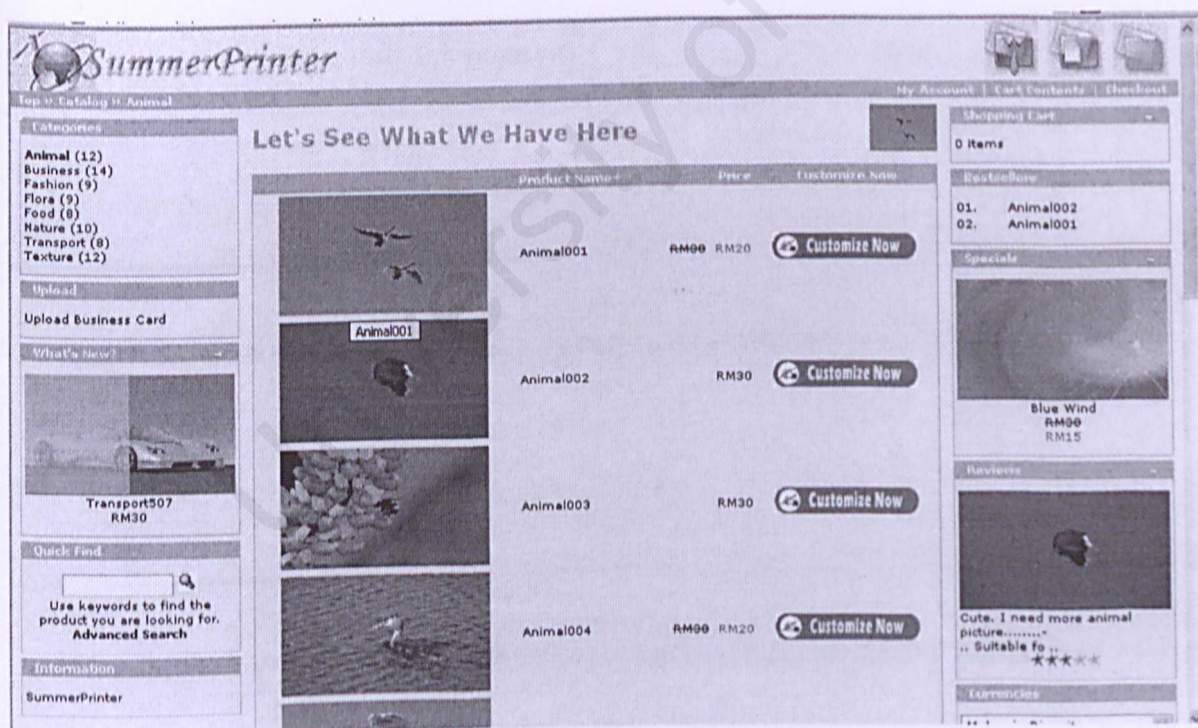 SummerPrinter
Top » Catalog » Animal
My Account | Cart Contents | Checkout
Categories
Animal (12)
Business (14)
Fashion (9)
Flora (9)
Food (8)
Nature (10)
Transport (8)
Texture (12)
Upload
Upload Business Card
What's New?
Transport507
RM30
Quick Find
Use keywords to find the
product you are looking for.
Advanced Search
Information
SummerPrinter
Let's See What We Have Here
Product Name+ Price Customize Now
Animal001 RM30 RM20 Customize Now
Animal001
Animal002 RM30 Customize Now
Animal003 RM30 Customize Now
Animal004 RM30 RM20 Customize Now
Shopping Cart
0 items
Bestsellers
01. Animal002
02. Animal001
Specials
Blue Wind
RM30
RM15
Reviews
Cute. I need more animal
picture........-
.. Suitable fo ..
Currencies